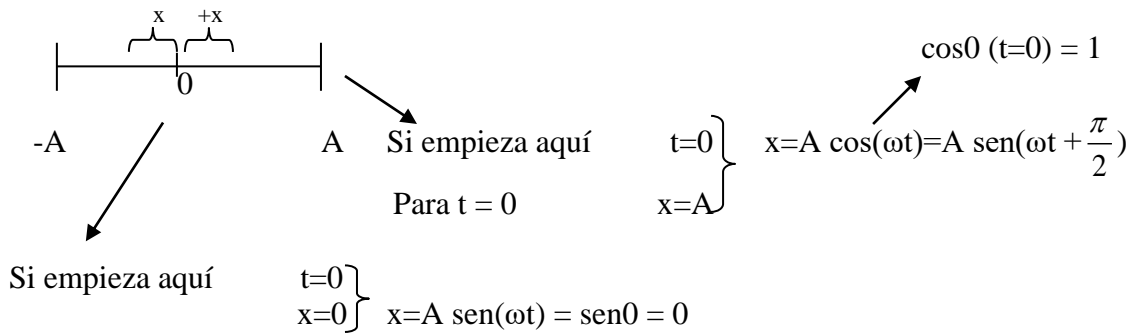 x +x
cos0 (t=0) = 1
0
-A A Si empieza aquí t=0 x=A cos(ωt)=A sen(ωt + π/2)
Para t = 0 x=A
Si empieza aquí t=0
x=0 x=A sen(ωt) = sen0 = 0